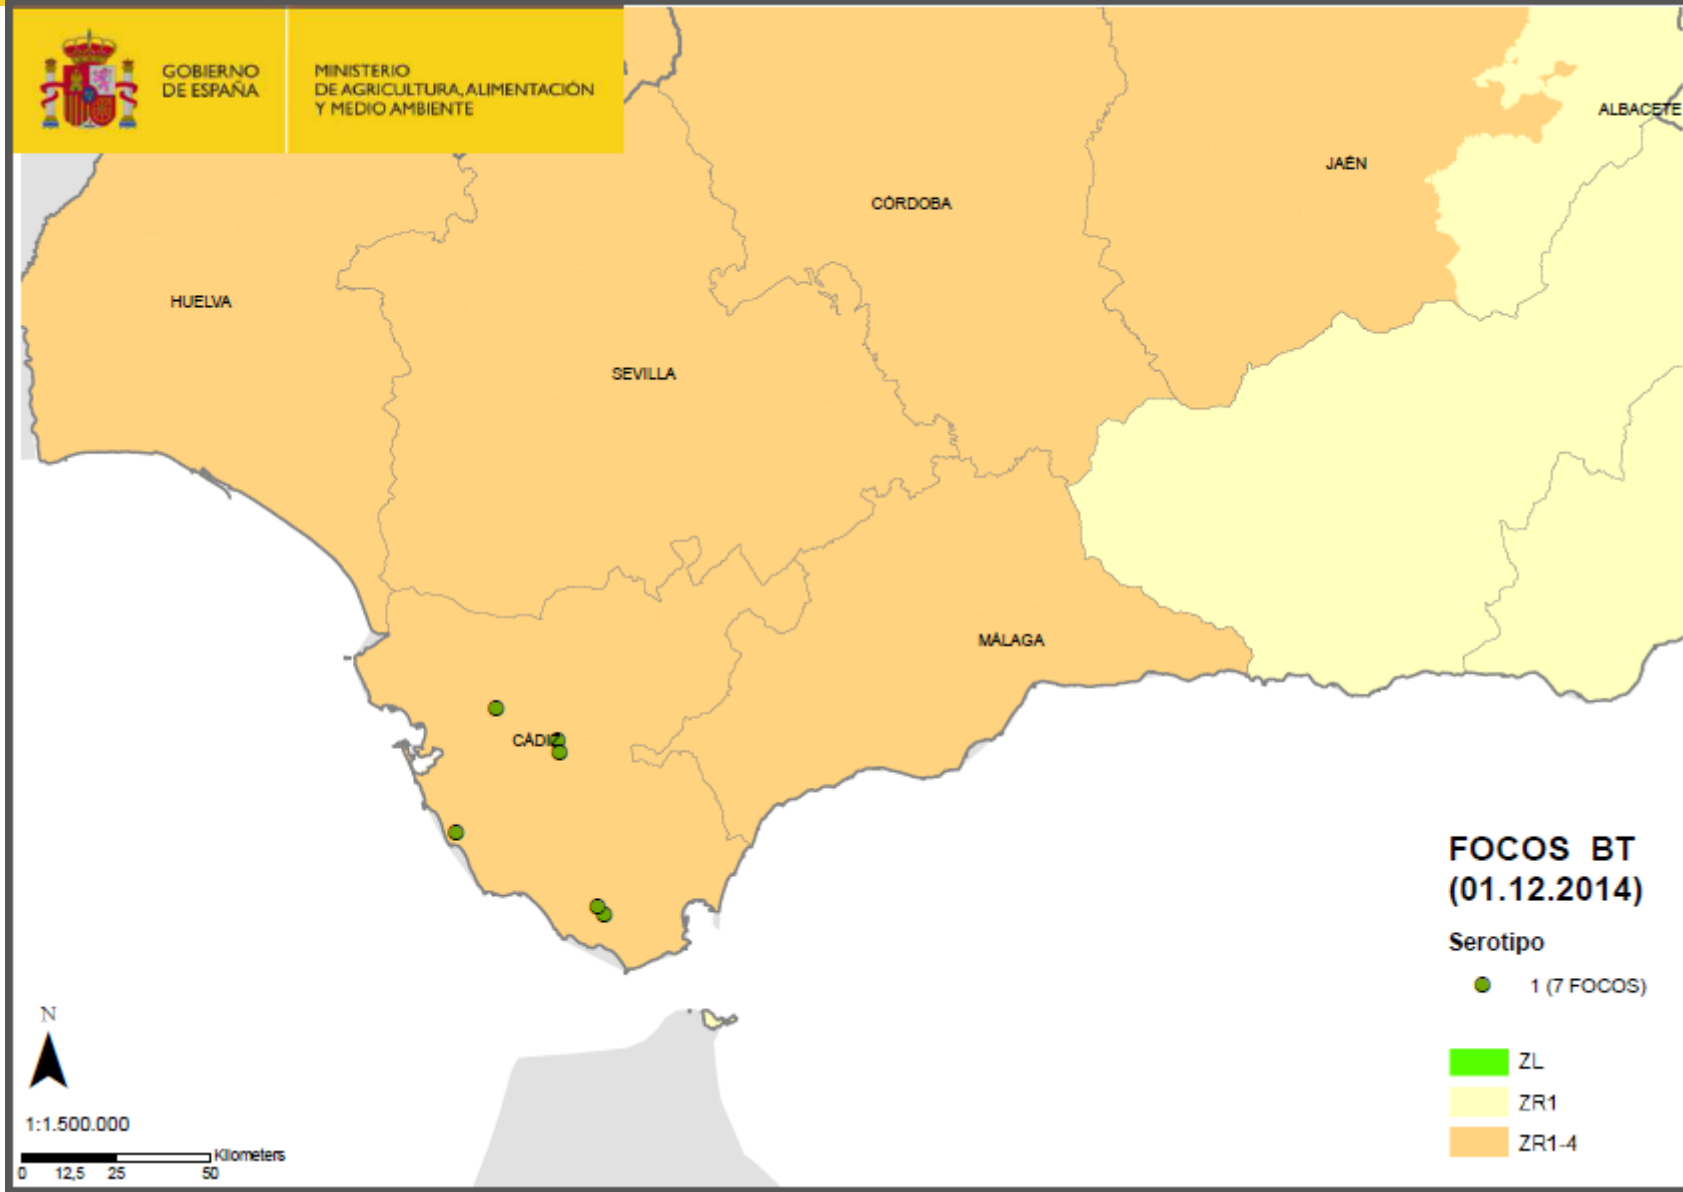 GOBIERNO
DE ESPAÑA
MINISTERIO
DE AGRICULTURA, ALIMENTACIÓN
Y MEDIO AMBIENTE
ALBACETE
JAÉN
CÓRDOBA
HUELVA
SEVILLA
MÁLAGA
CÁDIZ
FOCOS BT
(01.12.2014)
Serotipo
1 (7 FOCOS)
ZL
ZR1
ZR1-4
N
1:1.500.000
Kilometers
0 12,5 25 50